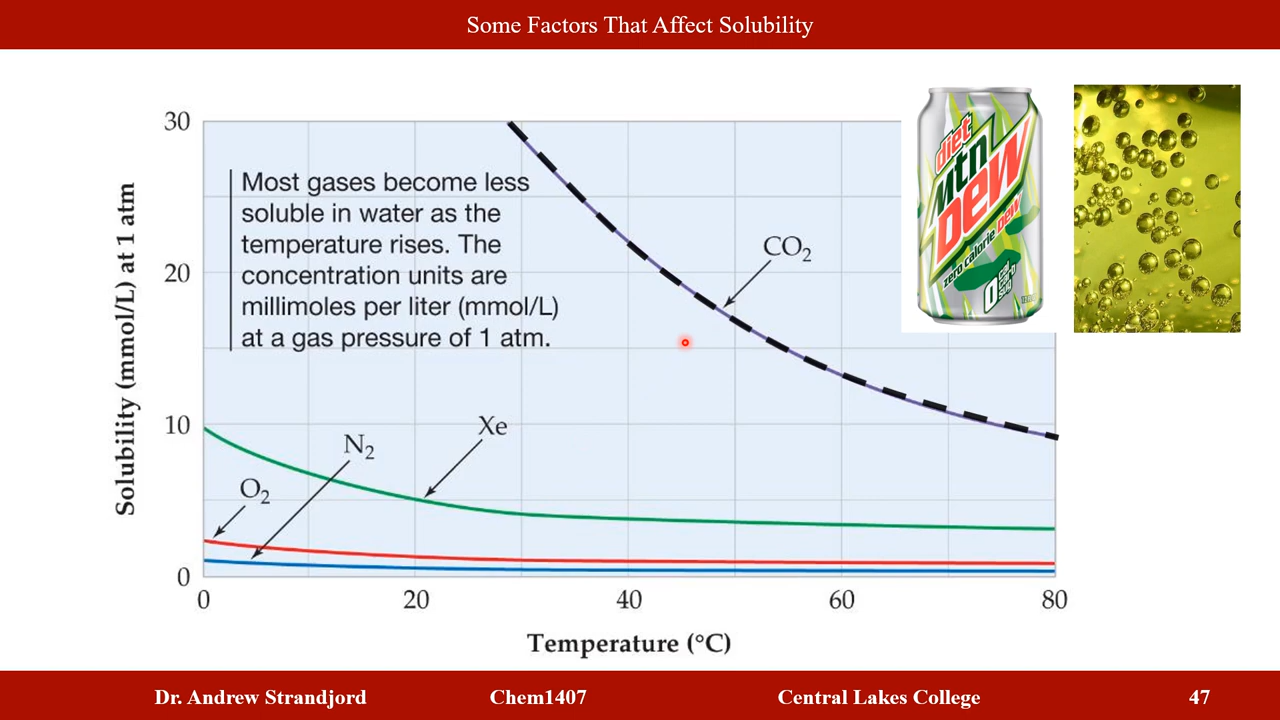 Some Factors That Affect Solubility
Solubility (mmol/L) at 1 atm
30
20
10
0
Most gases become less
soluble in water as the
temperature rises. The
concentration units are
millimoles per liter (mmol/L)
at a gas pressure of 1 atm.
CO₂
Xe
N₂
O₂
0 20 40 60 80
Temperature (°C)
diet
mtn
DEW
zero calorie DEW
0
Dr. Andrew Strandjord Chem1407 Central Lakes College 47